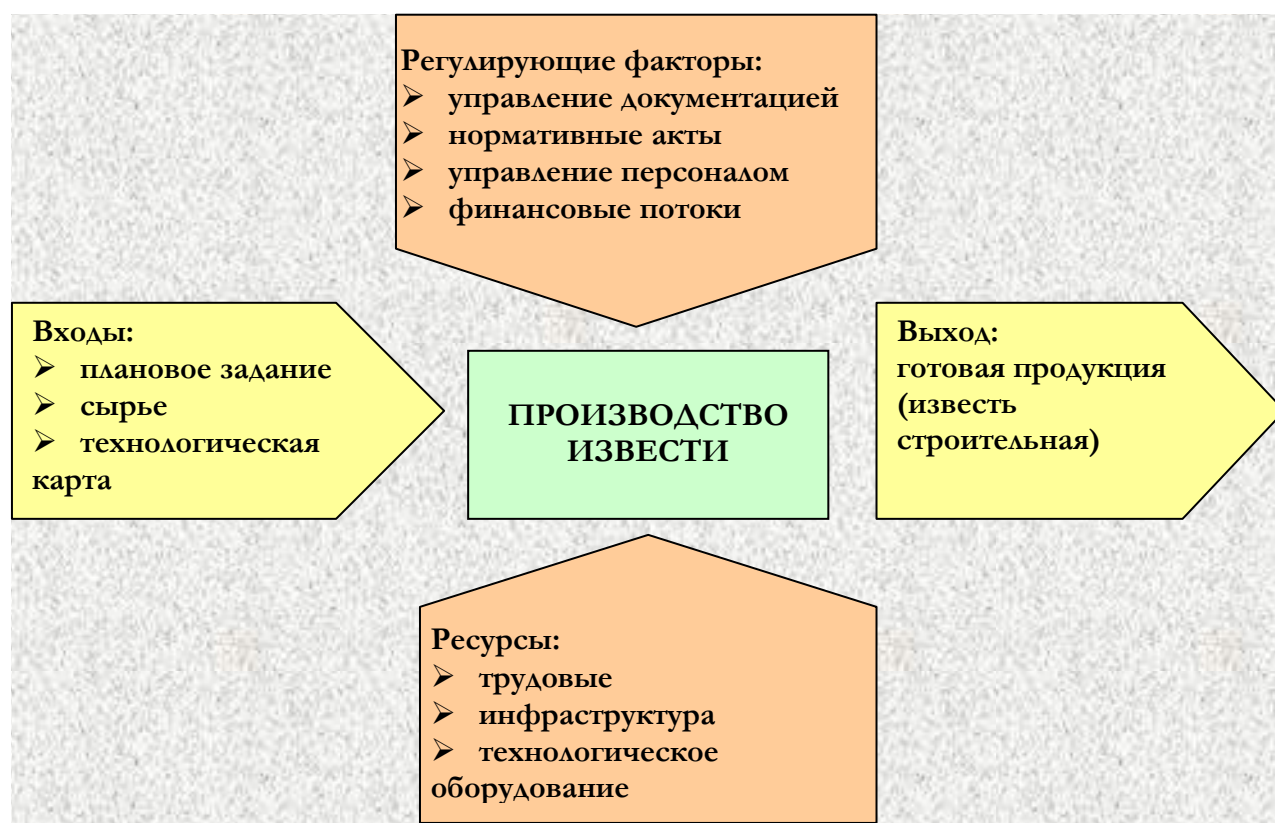 Регулирующие факторы:
➢ управление документацией
➢ нормативные акты
➢ управление персоналом
➢ финансовые потоки
Входы:
➢ плановое задание
➢ сырье
➢ технологическая
карта
ПРОИЗВОДСТВО
ИЗВЕСТИ
Выход:
готовая продукция
(известь
строительная)
Ресурсы:
➢ трудовые
➢ инфраструктура
➢ технологическое
оборудование